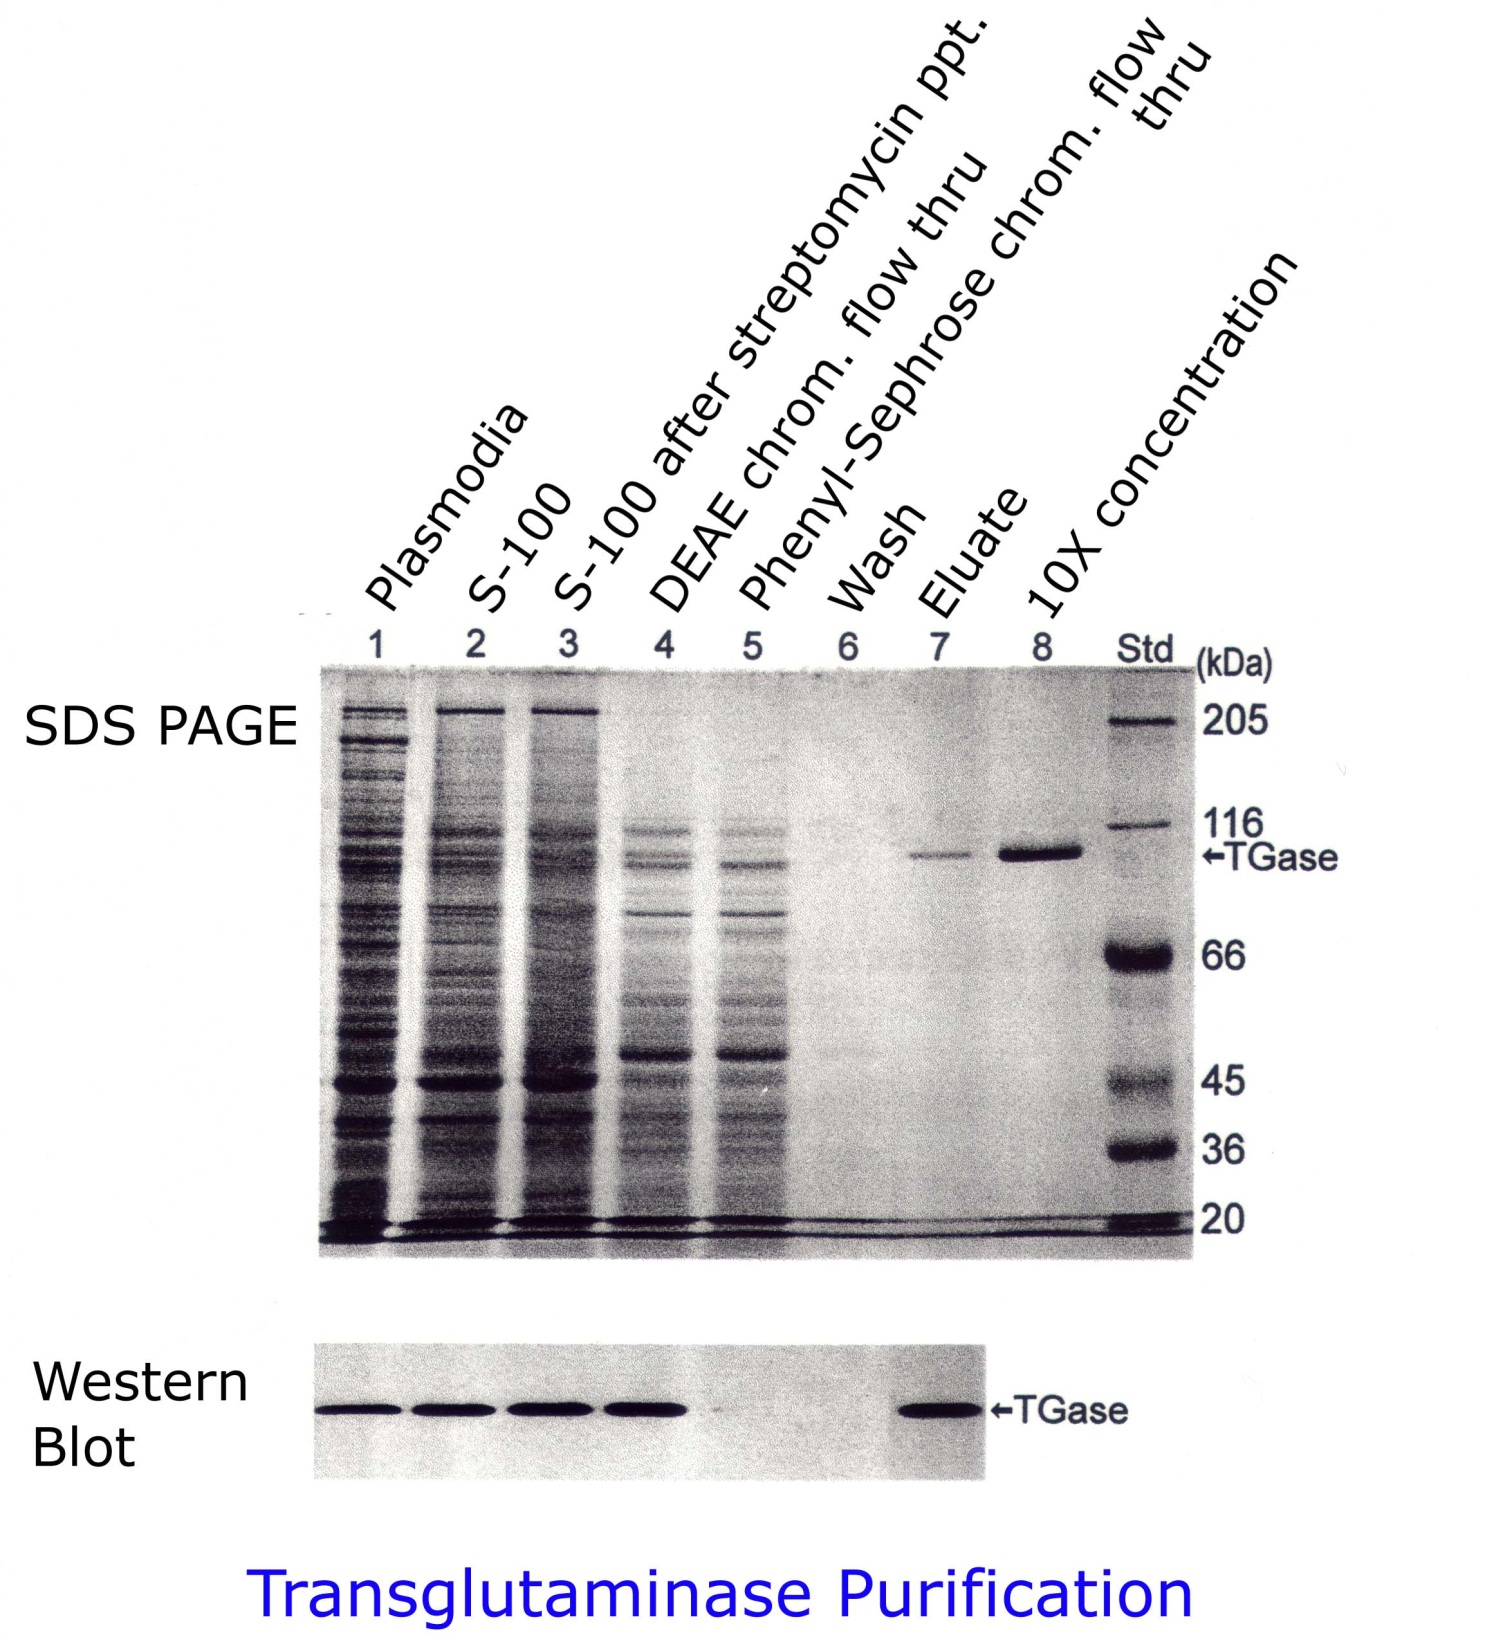 Plasmodia
S-100
S-100 after streptomycin ppt.
DEAE chrom. flow thru
Phenyl-Sephrose chrom. flow
thru
Wash
Eluate
10X concentration
1 2 3 4 5 6 7 8 Std (kDa)
SDS PAGE
205
116
←TGase
66
45
36
20
Western
Blot
←TGase
Transglutaminase Purification